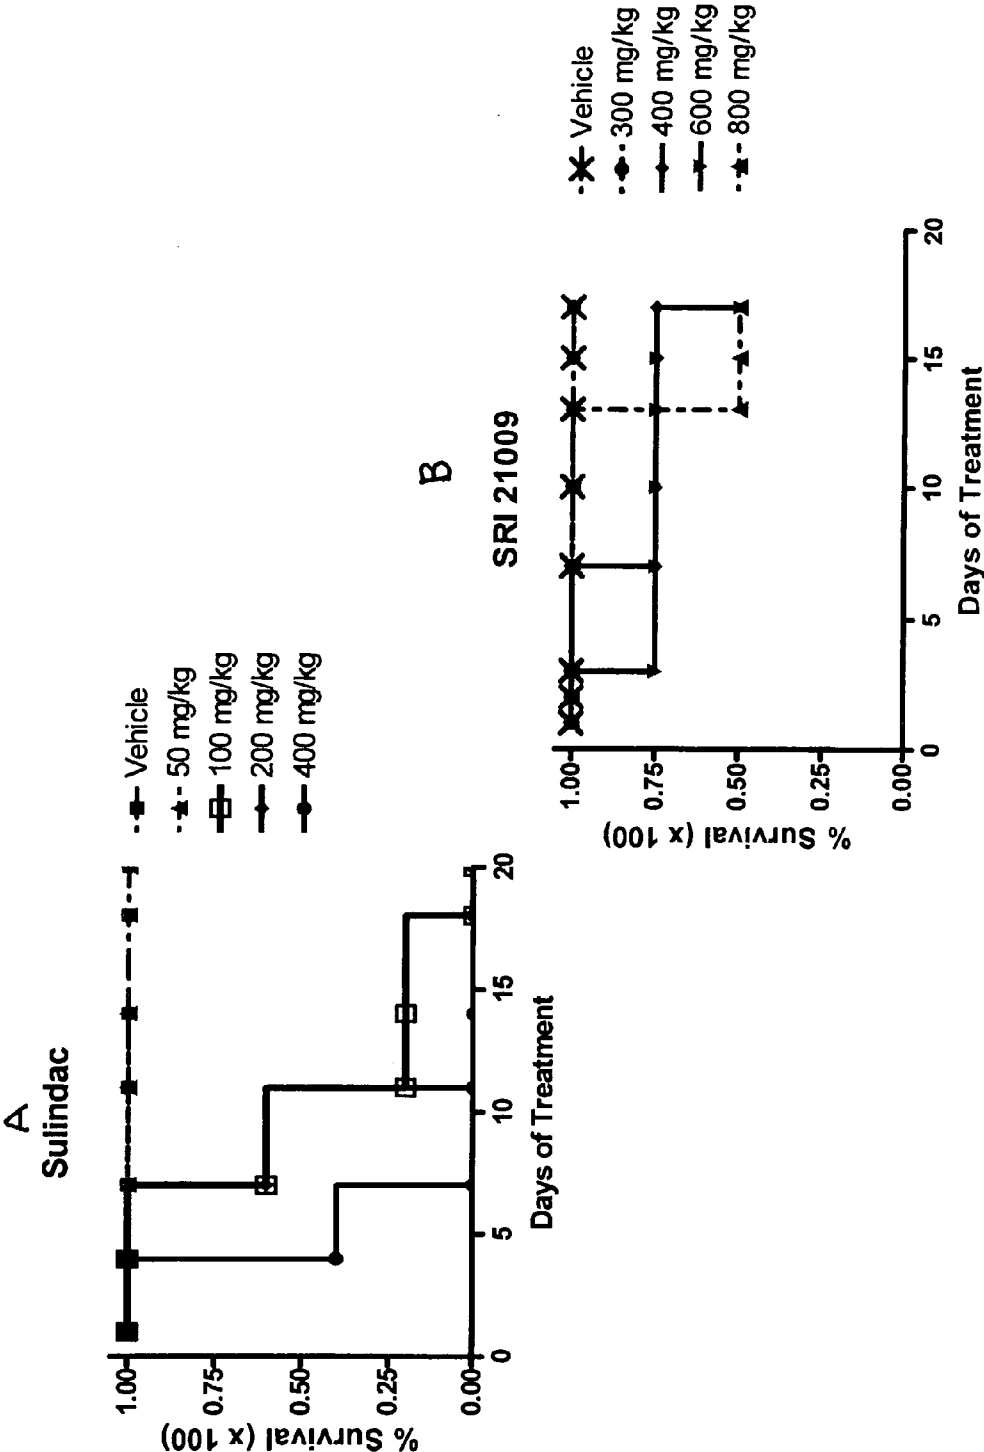 A
Sulindac
% Survival (x 100)
1.00
0.75
0.50
0.25
0.00
0
5
10
15
20
Days of Treatment
Vehicle
50 mg/kg
100 mg/kg
200 mg/kg
400 mg/kg
B
SRI 21009
% Survival (x 100)
1.00
0.75
0.50
0.25
0.00
0
5
10
15
20
Days of Treatment
Vehicle
300 mg/kg
400 mg/kg
600 mg/kg
800 mg/kg